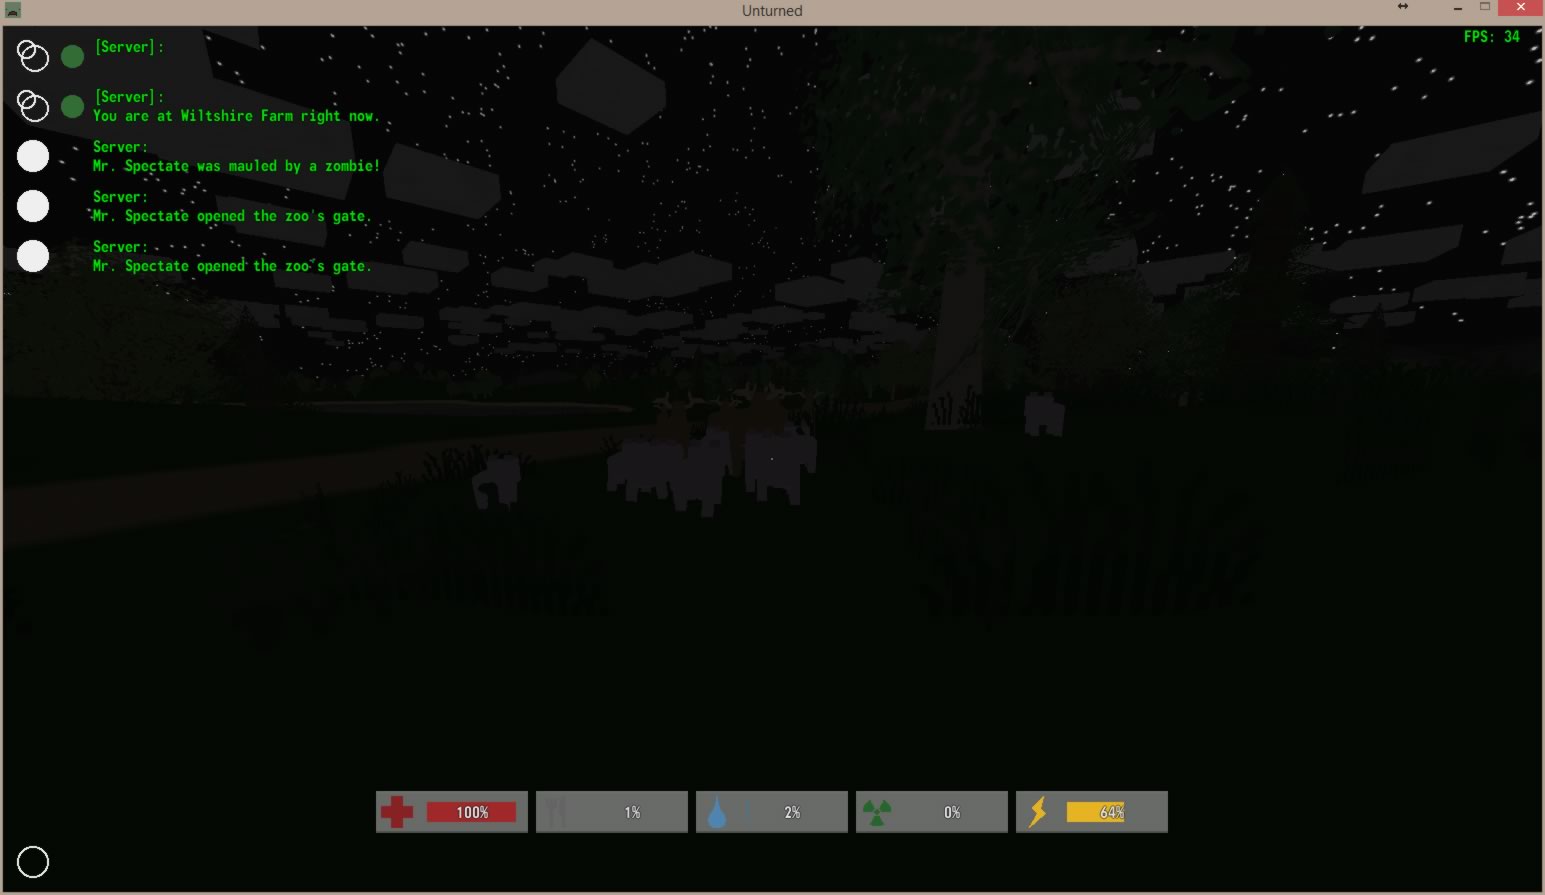 Unturned
FPS: 34
[Server]:
[Server]:
You are at Wiltshire Farm right now.
Server:
Mr. Spectate was mauled by a zombie!
Server:
Mr. Spectate opened the zoo's gate.
Server:
Mr. Spectate opened the zoo's gate.
100%
1%
2%
0%
64%